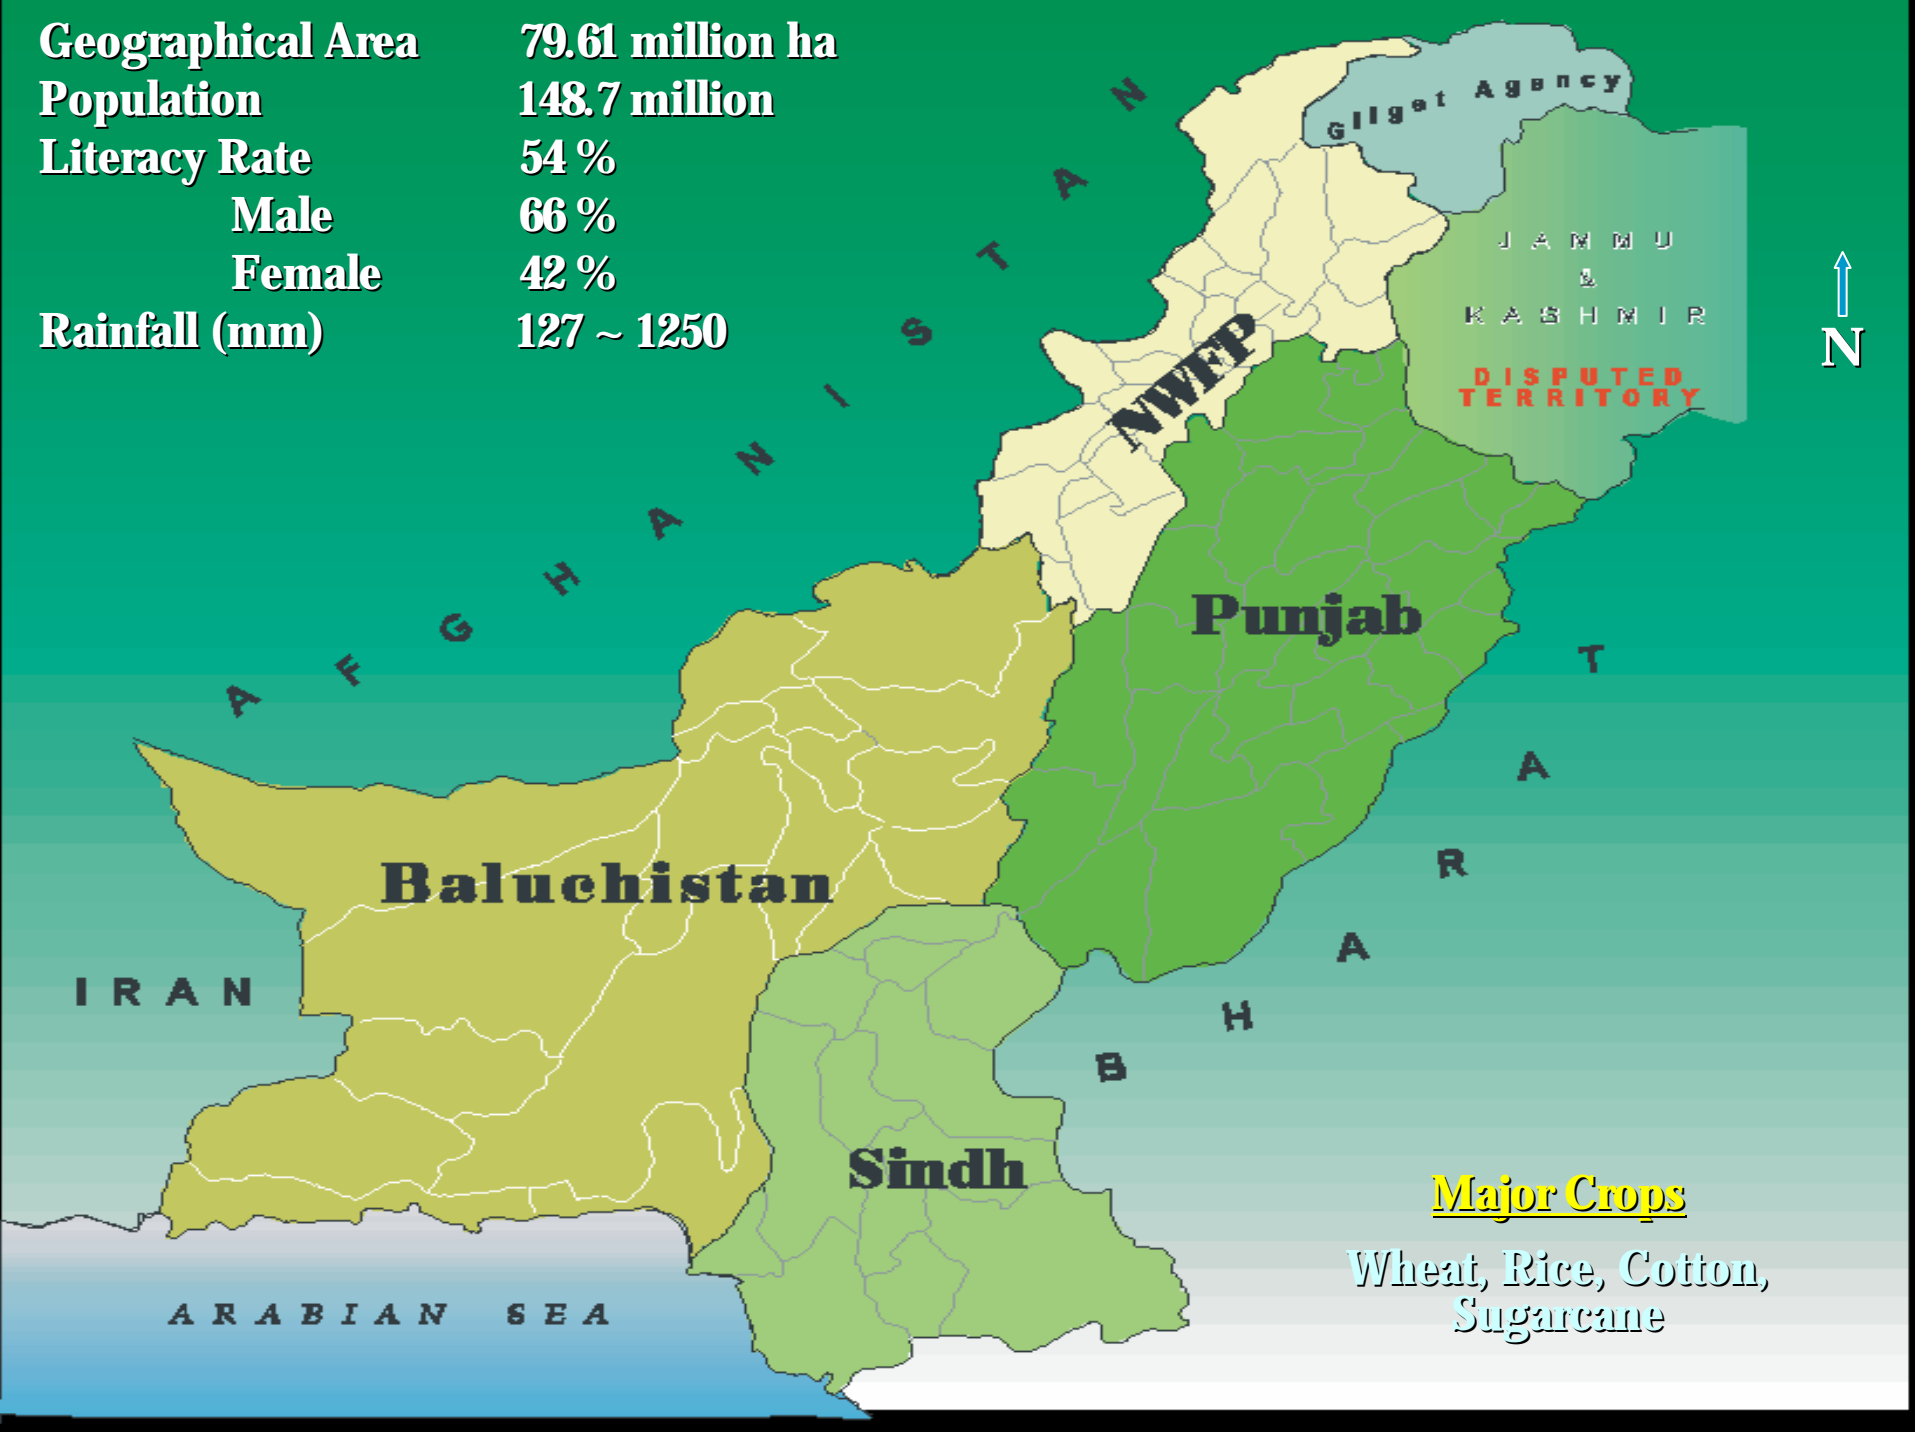 Geographical Area 79.61 million ha
Population 148.7 million
Literacy Rate 54 %
Male 66 %
Female 42 %
Rainfall (mm) 127 ~ 1250
AFGHANISTAN
Gilget Agency
JAMMU
&
KASHMIR
DISPUTED
TERRITORY
N
NWFP
Punjab
Baluchistan
IRAN
BHARAT
Sindh
ARABIAN SEA
Major Crops
Wheat, Rice, Cotton,
Sugarcane